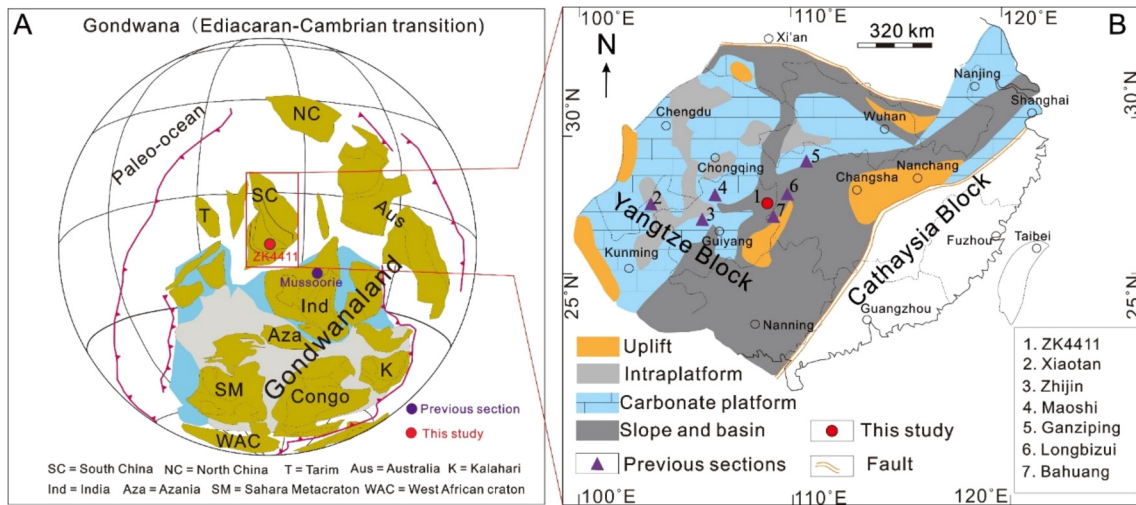 A
Gondwana (Ediacaran-Cambrian transition)
Paleo-ocean
NC
SC
T
Aus
ZK4411
Mussoorie
Ind
Gondwanaland
Aza
K
SM
Congo
WAC
Previous section
This study
SC = South China NC = North China T = Tarim Aus = Australia K = Kalahari
Ind = India Aza = Azania SM = Sahara Metacraton WAC = West African craton
B
100°E
110°E
120°E
N
Xi'an
320 km
30°N
30°N
Nanjing
Shanghai
Chengdu
Wuhan
Chongqing
5
Nanchang
Changsha
2
4
1
6
3
7
Yangtze Block
Guiyang
Kunming
Cathaysia Block
Fuzhou
Taibei
25°N
25°N
Guangzhou
Nanning
Uplift
Intraplatform
Carbonate platform
Slope and basin
This study
Previous sections
Fault
1. ZK4411
2. Xiaotan
3. Zhijin
4. Maoshi
5. Ganziping
6. Longbizui
7. Bahuang
100°E
110°E
120°E